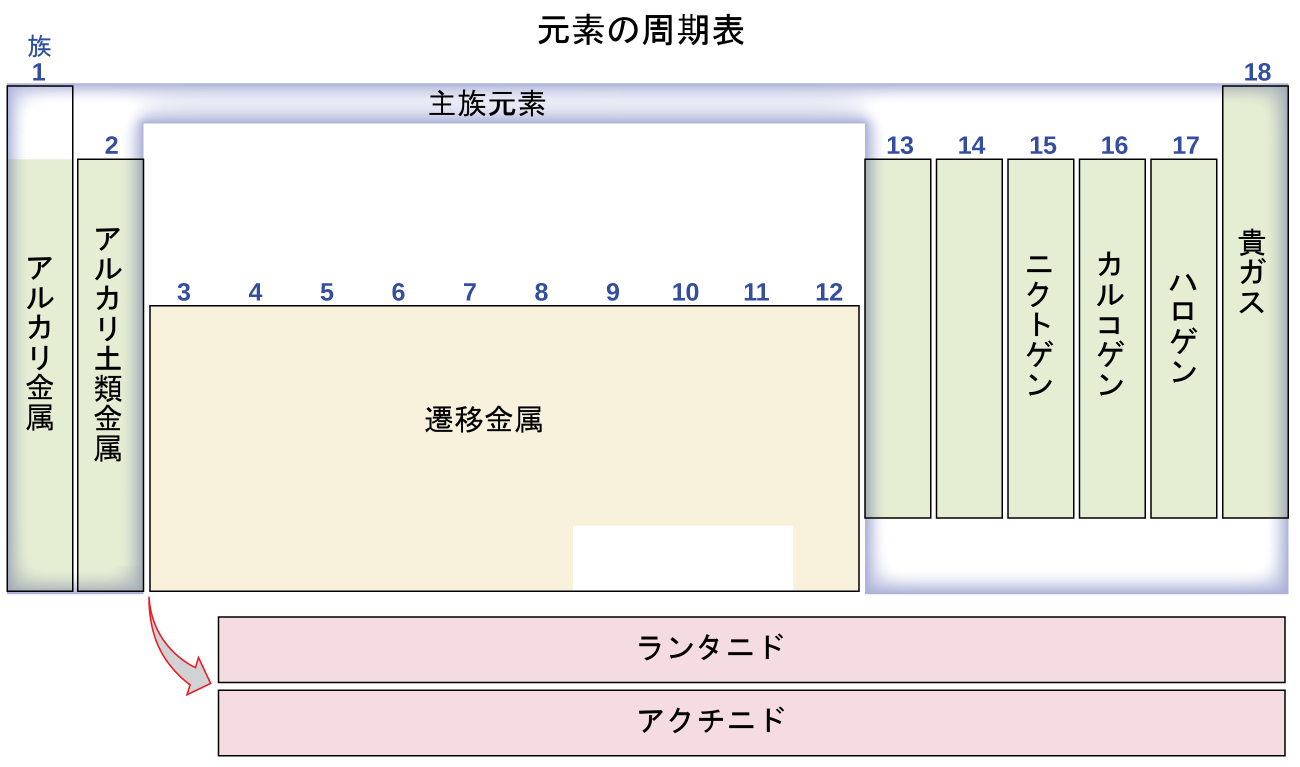 元素の周期表
族
1
18
主族元素
2
13
14
15
16
17
3
4
5
6
7
8
9
10
11
12
アルカリ金属
アルカリ土類金属
遷移金属
ニクトゲン
カルコゲン
ハロゲン
貴ガス
ランタニド
アクチニド